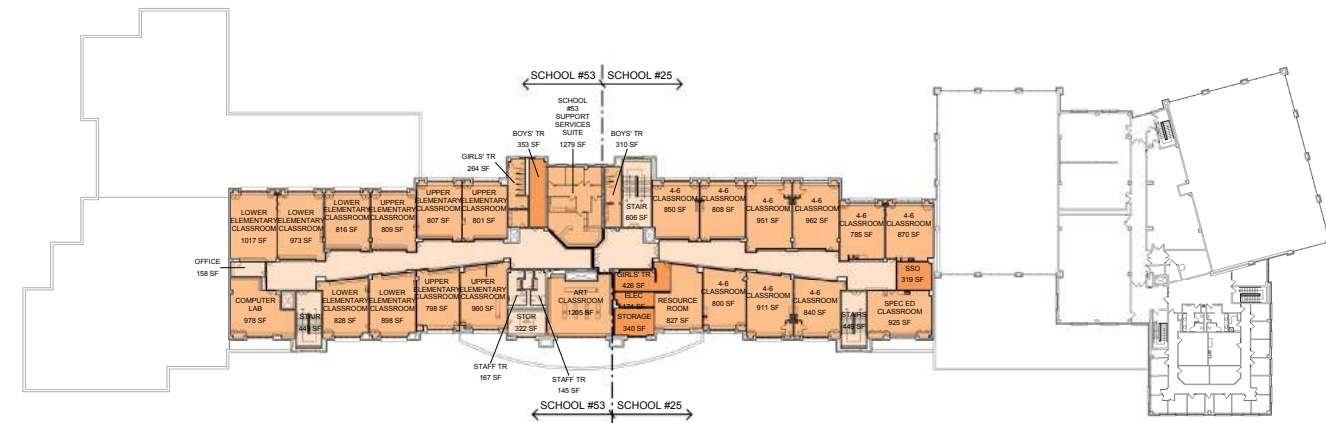 SCHOOL #53
SCHOOL #25
SCHOOL
#53
SUPPORT
SERVICES
SUITE
1279 SF
BOYS' TR
353 SF
BOYS' TR
310 SF
GIRLS' TR
264 SF
LOWER
ELEMENTARY
CLASSROOM
1017 SF
LOWER
ELEMENTARY
CLASSROOM
973 SF
LOWER
ELEMENTARY
CLASSROOM
816 SF
UPPER
ELEMENTARY
CLASSROOM
809 SF
UPPER
ELEMENTARY
CLASSROOM
807 SF
UPPER
ELEMENTARY
CLASSROOM
801 SF
STAIR
606 SF
4-6
CLASSROOM
850 SF
4-6
CLASSROOM
808 SF
4-6
CLASSROOM
951 SF
4-6
CLASSROOM
962 SF
4-6
CLASSROOM
785 SF
4-6
CLASSROOM
870 SF
OFFICE
158 SF
COMPUTER
LAB
978 SF
STAIR
449 SF
LOWER
ELEMENTARY
CLASSROOM
828 SF
LOWER
ELEMENTARY
CLASSROOM
898 SF
UPPER
ELEMENTARY
CLASSROOM
798 SF
UPPER
ELEMENTARY
CLASSROOM
960 SF
STOR
322 SF
ART
CLASSROOM
1205 SF
GIRLS' TR
426 SF
ELEC
174 SF
STORAGE
340 SF
RESOURCE
ROOM
827 SF
4-6
CLASSROOM
800 SF
4-6
CLASSROOM
911 SF
4-6
CLASSROOM
840 SF
STAIRS
449 SF
SSO
319 SF
SPEC ED
CLASSROOM
925 SF
STAFF TR
167 SF
STAFF TR
145 SF
SCHOOL #53
SCHOOL #25